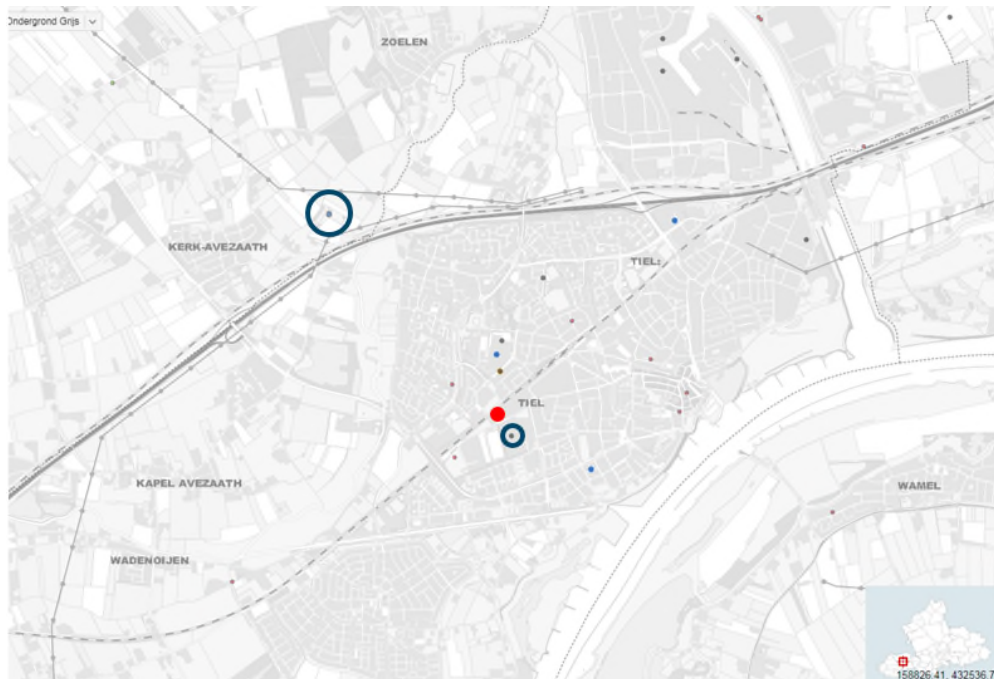 Ondergrond Grijs
ZOELEN
KERK-AVEZAATH
TIEL:
TIEL
KAPEL AVEZAATH
WAMEL
WADENOIJEN
158826.41, 432536.7